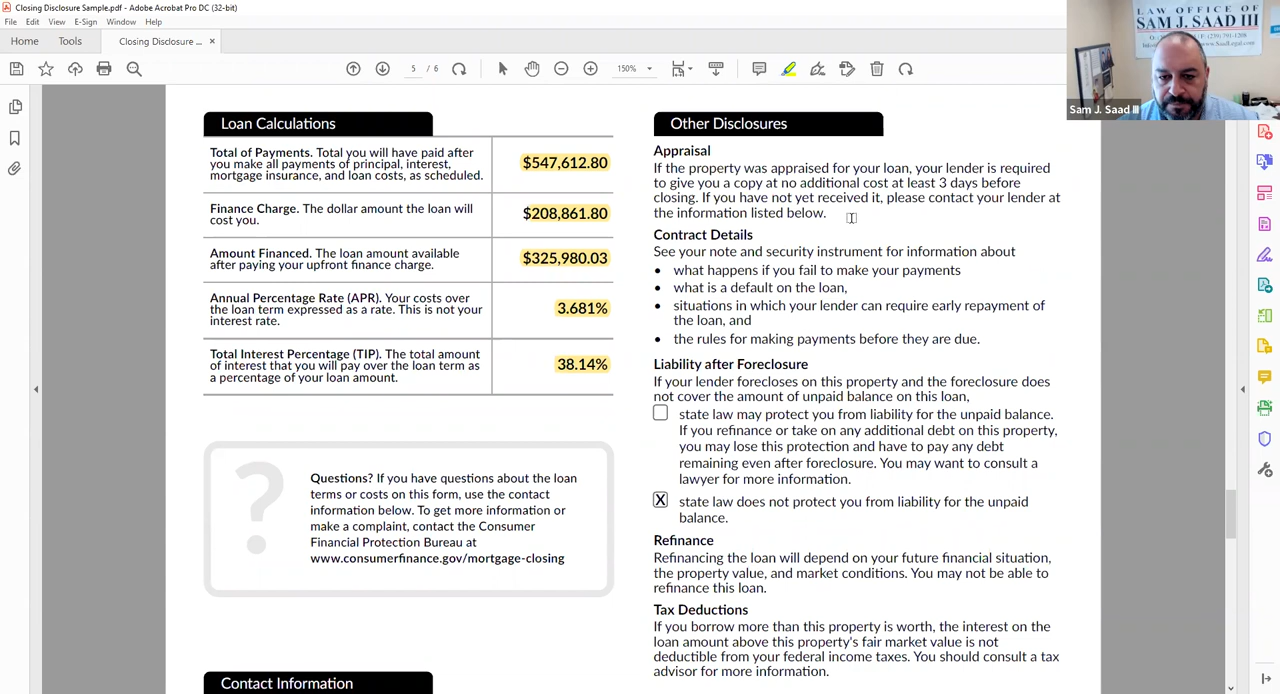 Closing Disclosure Sample.pdf - Adobe Acrobat Pro DC (32-bit)
File Edit View E-Sign Window Help
Home Tools Closing Disclosure ... ×
5 / 6 150%
LAW OFFICE OF
SAM J. SAAD III
Sam J. Saad III
Loan Calculations
Total of Payments. Total you will have paid after
you make all payments of principal, interest,
mortgage insurance, and loan costs, as scheduled.
$547,612.80
Finance Charge. The dollar amount the loan will
cost you.
$208,861.80
Amount Financed. The loan amount available
after paying your upfront finance charge.
$325,980.03
Annual Percentage Rate (APR). Your costs over
the loan term expressed as a rate. This is not your
interest rate.
3.681%
Total Interest Percentage (TIP). The total amount
of interest that you will pay over the loan term as
a percentage of your loan amount.
38.14%
?
Questions? If you have questions about the loan
terms or costs on this form, use the contact
information below. To get more information or
make a complaint, contact the Consumer
Financial Protection Bureau at
www.consumerfinance.gov/mortgage-closing
Contact Information
Other Disclosures
Appraisal
If the property was appraised for your loan, your lender is required
to give you a copy at no additional cost at least 3 days before
closing. If you have not yet received it, please contact your lender at
the information listed below.
Contract Details
See your note and security instrument for information about
• what happens if you fail to make your payments
• what is a default on the loan,
• situations in which your lender can require early repayment of
the loan, and
• the rules for making payments before they are due.
Liability after Foreclosure
If your lender forecloses on this property and the foreclosure does
not cover the amount of unpaid balance on this loan,
state law may protect you from liability for the unpaid balance.
If you refinance or take on any additional debt on this property,
you may lose this protection and have to pay any debt
remaining even after foreclosure. You may want to consult a
lawyer for more information.
X state law does not protect you from liability for the unpaid
balance.
Refinance
Refinancing the loan will depend on your future financial situation,
the property value, and market conditions. You may not be able to
refinance this loan.
Tax Deductions
If you borrow more than this property is worth, the interest on the
loan amount above this property's fair market value is not
deductible from your federal income taxes. You should consult a tax
advisor for more information.